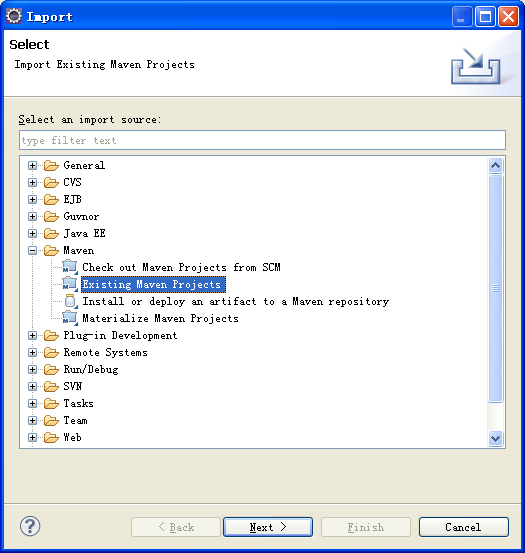 Import
Select
Import Existing Maven Projects
Select an import source:
type filter text
General
CVS
EJB
Guvnor
Java EE
Maven
Check out Maven Projects from SCM
Existing Maven Projects
Install or deploy an artifact to a Maven repository
Materialize Maven Projects
Plug-in Development
Remote Systems
Run/Debug
SVN
Tasks
Team
Web
? < Back Next > Finish Cancel